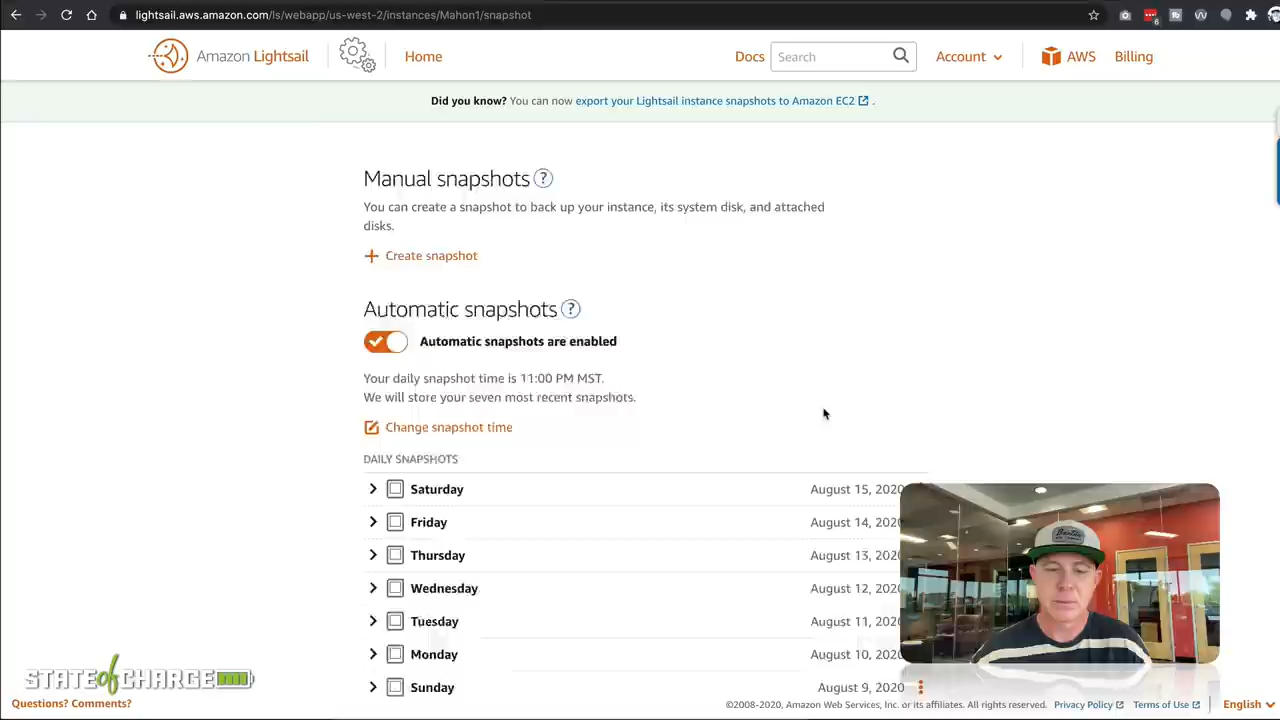 lightsail.aws.amazon.com/ls/webapp/us-west-2/instances/Mahon1/snapshot
6
Amazon Lightsail
Home
Docs
Search
Account
AWS
Billing
Did you know? You can now export your Lightsail instance snapshots to Amazon EC2 .
Manual snapshots ?
You can create a snapshot to back up your instance, its system disk, and attached
disks.
+ Create snapshot
Automatic snapshots ?
Automatic snapshots are enabled
Your daily snapshot time is 11:00 PM MST.
We will store your seven most recent snapshots.
Change snapshot time
DAILY SNAPSHOTS
Saturday August 15, 2020
Friday August 14, 2020
Thursday August 13, 2020
Wednesday August 12, 2020
Tuesday August 11, 2020
Monday August 10, 2020
Sunday August 9, 2020
STATE of CHARGE
Questions? Comments?
©2008-2020, Amazon Web Services, Inc. or its affiliates. All rights reserved.
Privacy Policy
Terms of Use
English